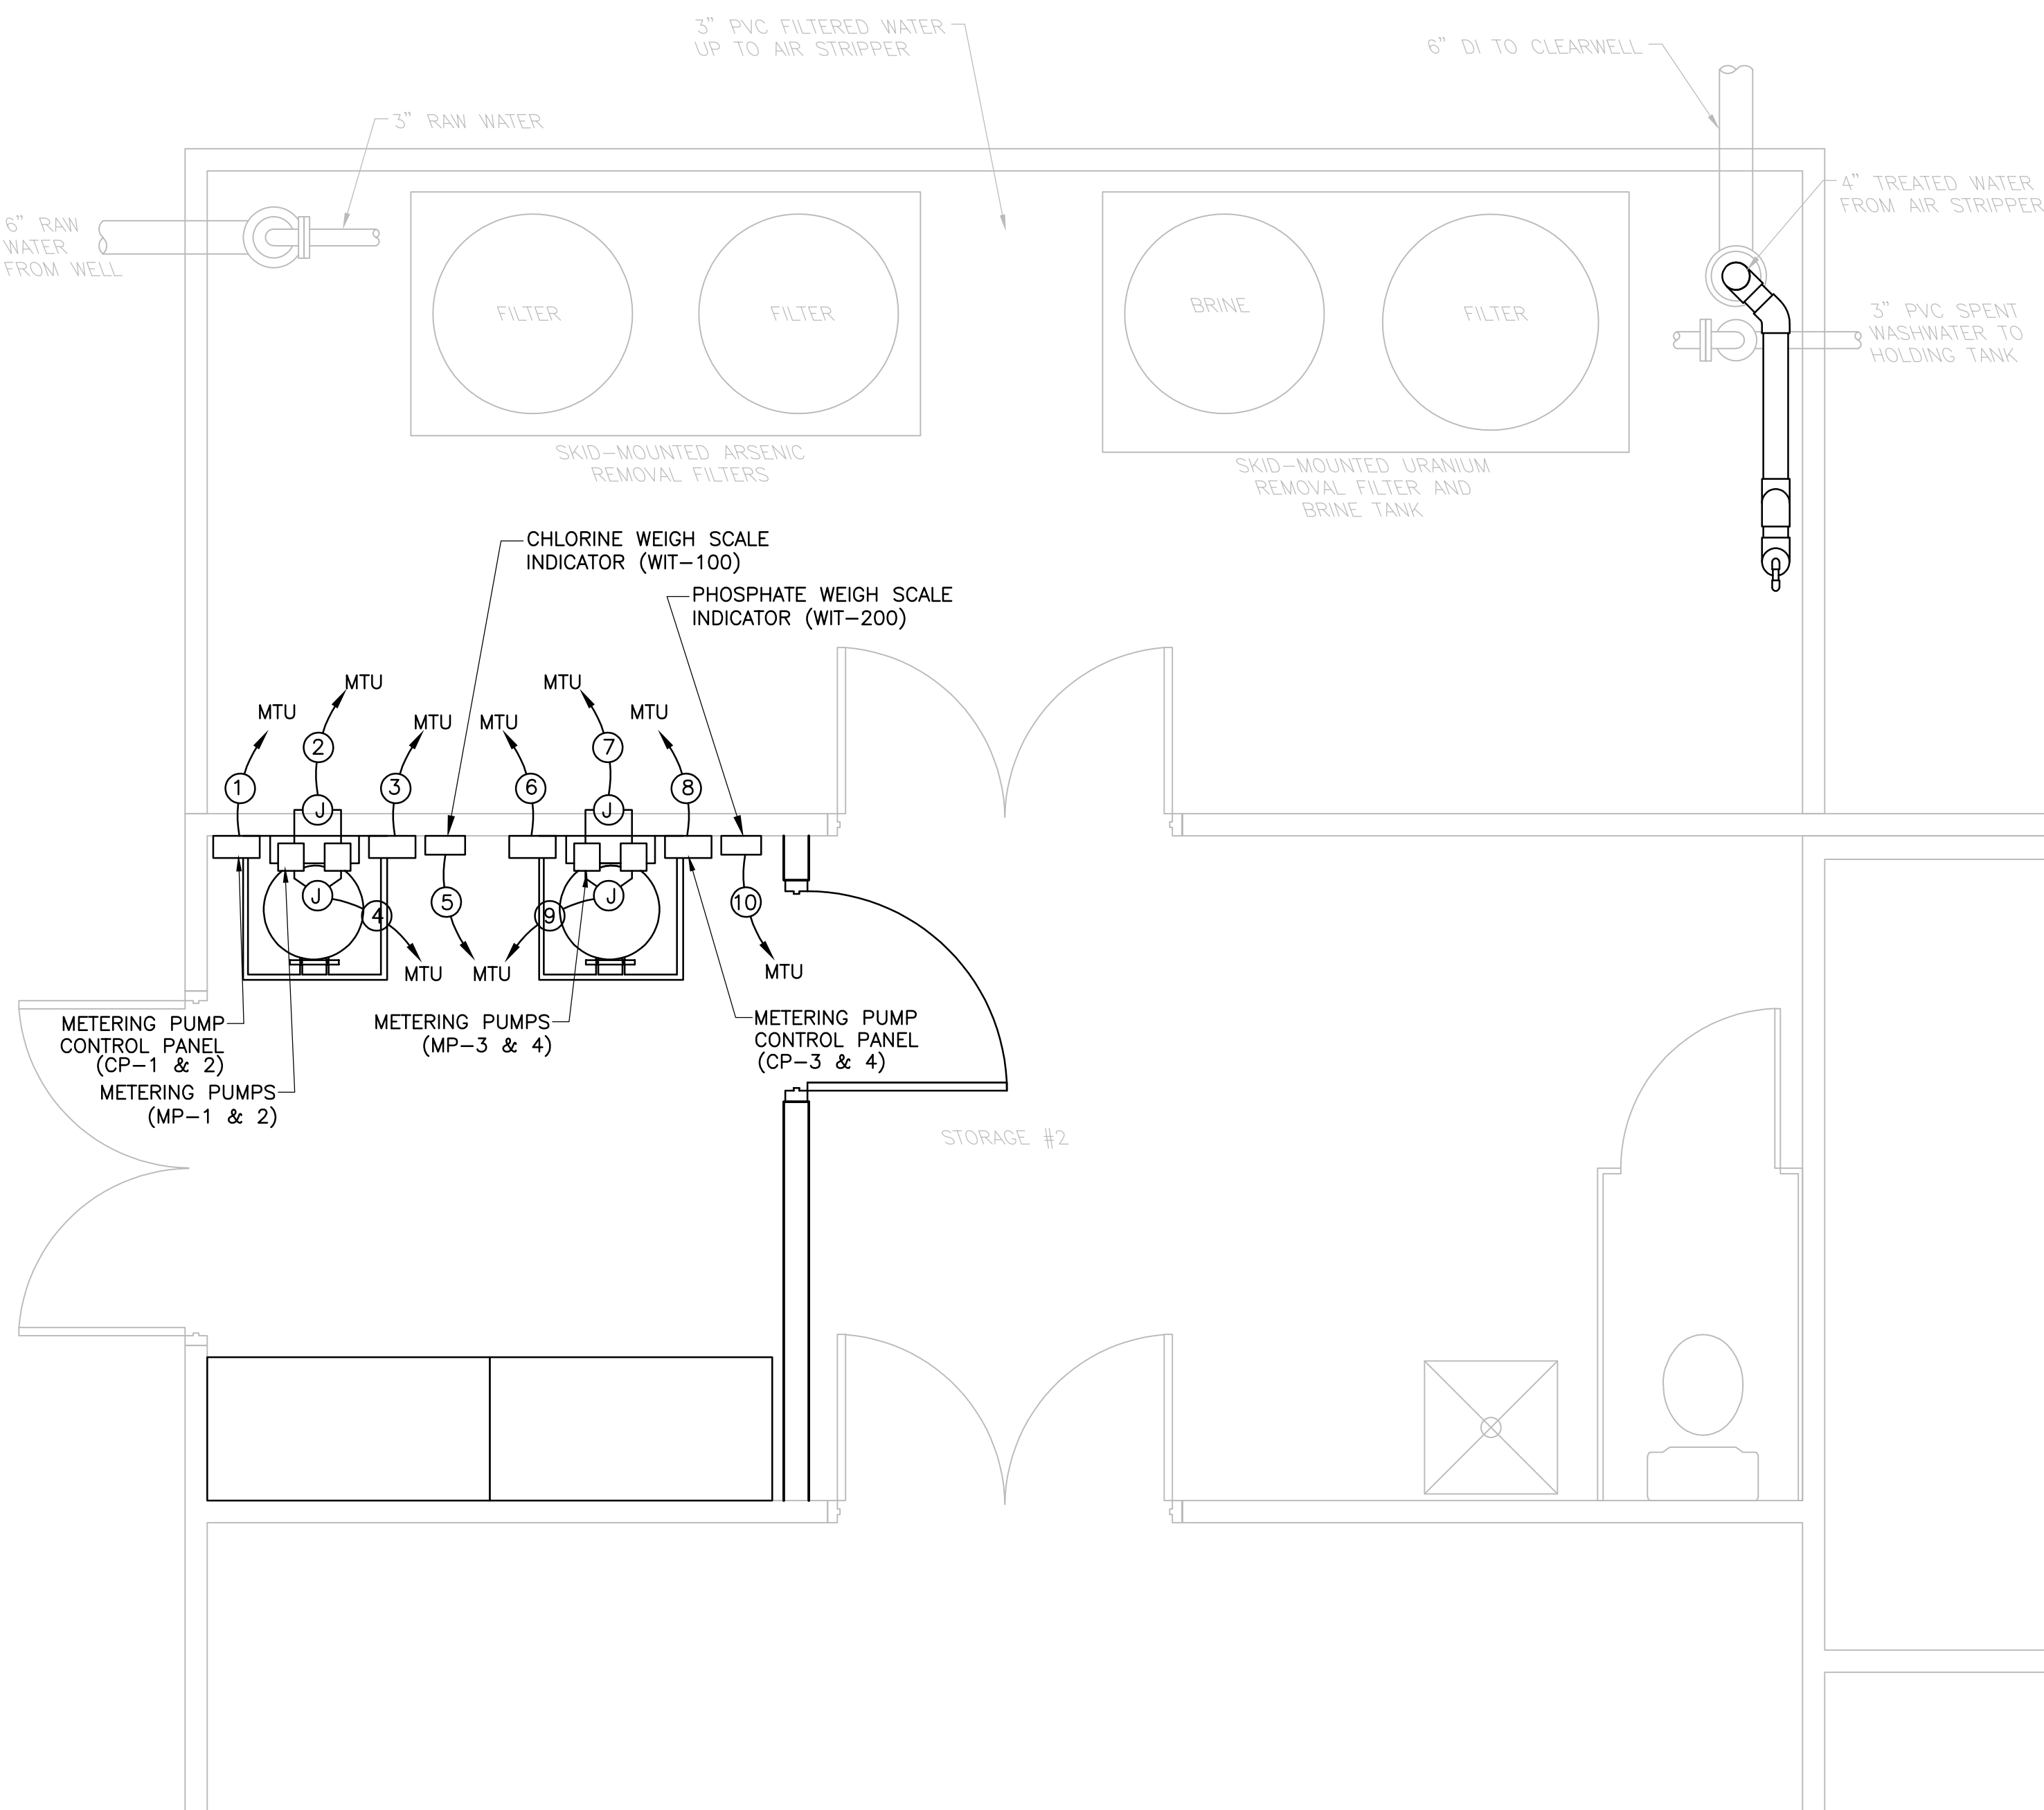 3" PVC FILTERED WATER
UP TO AIR STRIPPER
6" DI TO CLEARWELL
3" RAW WATER
4" TREATED WATER
FROM AIR STRIPPER
6" RAW
WATER
FROM WELL
FILTER
FILTER
BRINE
FILTER
3" PVC SPENT
WASHWATER TO
HOLDING TANK
SKID-MOUNTED ARSENIC
REMOVAL FILTERS
SKID-MOUNTED URANIUM
REMOVAL FILTER AND
BRINE TANK
CHLORINE WEIGH SCALE
INDICATOR (WIT-100)
PHOSPHATE WEIGH SCALE
INDICATOR (WIT-200)
MTU
MTU
MTU
MTU
MTU
MTU
2
7
1
3
6
8
J
J
J
4
5
9
J
10
MTU
MTU
MTU
METERING PUMP
CONTROL PANEL
(CP-1 & 2)
METERING PUMPS
(MP-1 & 2)
METERING PUMPS
(MP-3 & 4)
METERING PUMP
CONTROL PANEL
(CP-3 & 4)
STORAGE #2